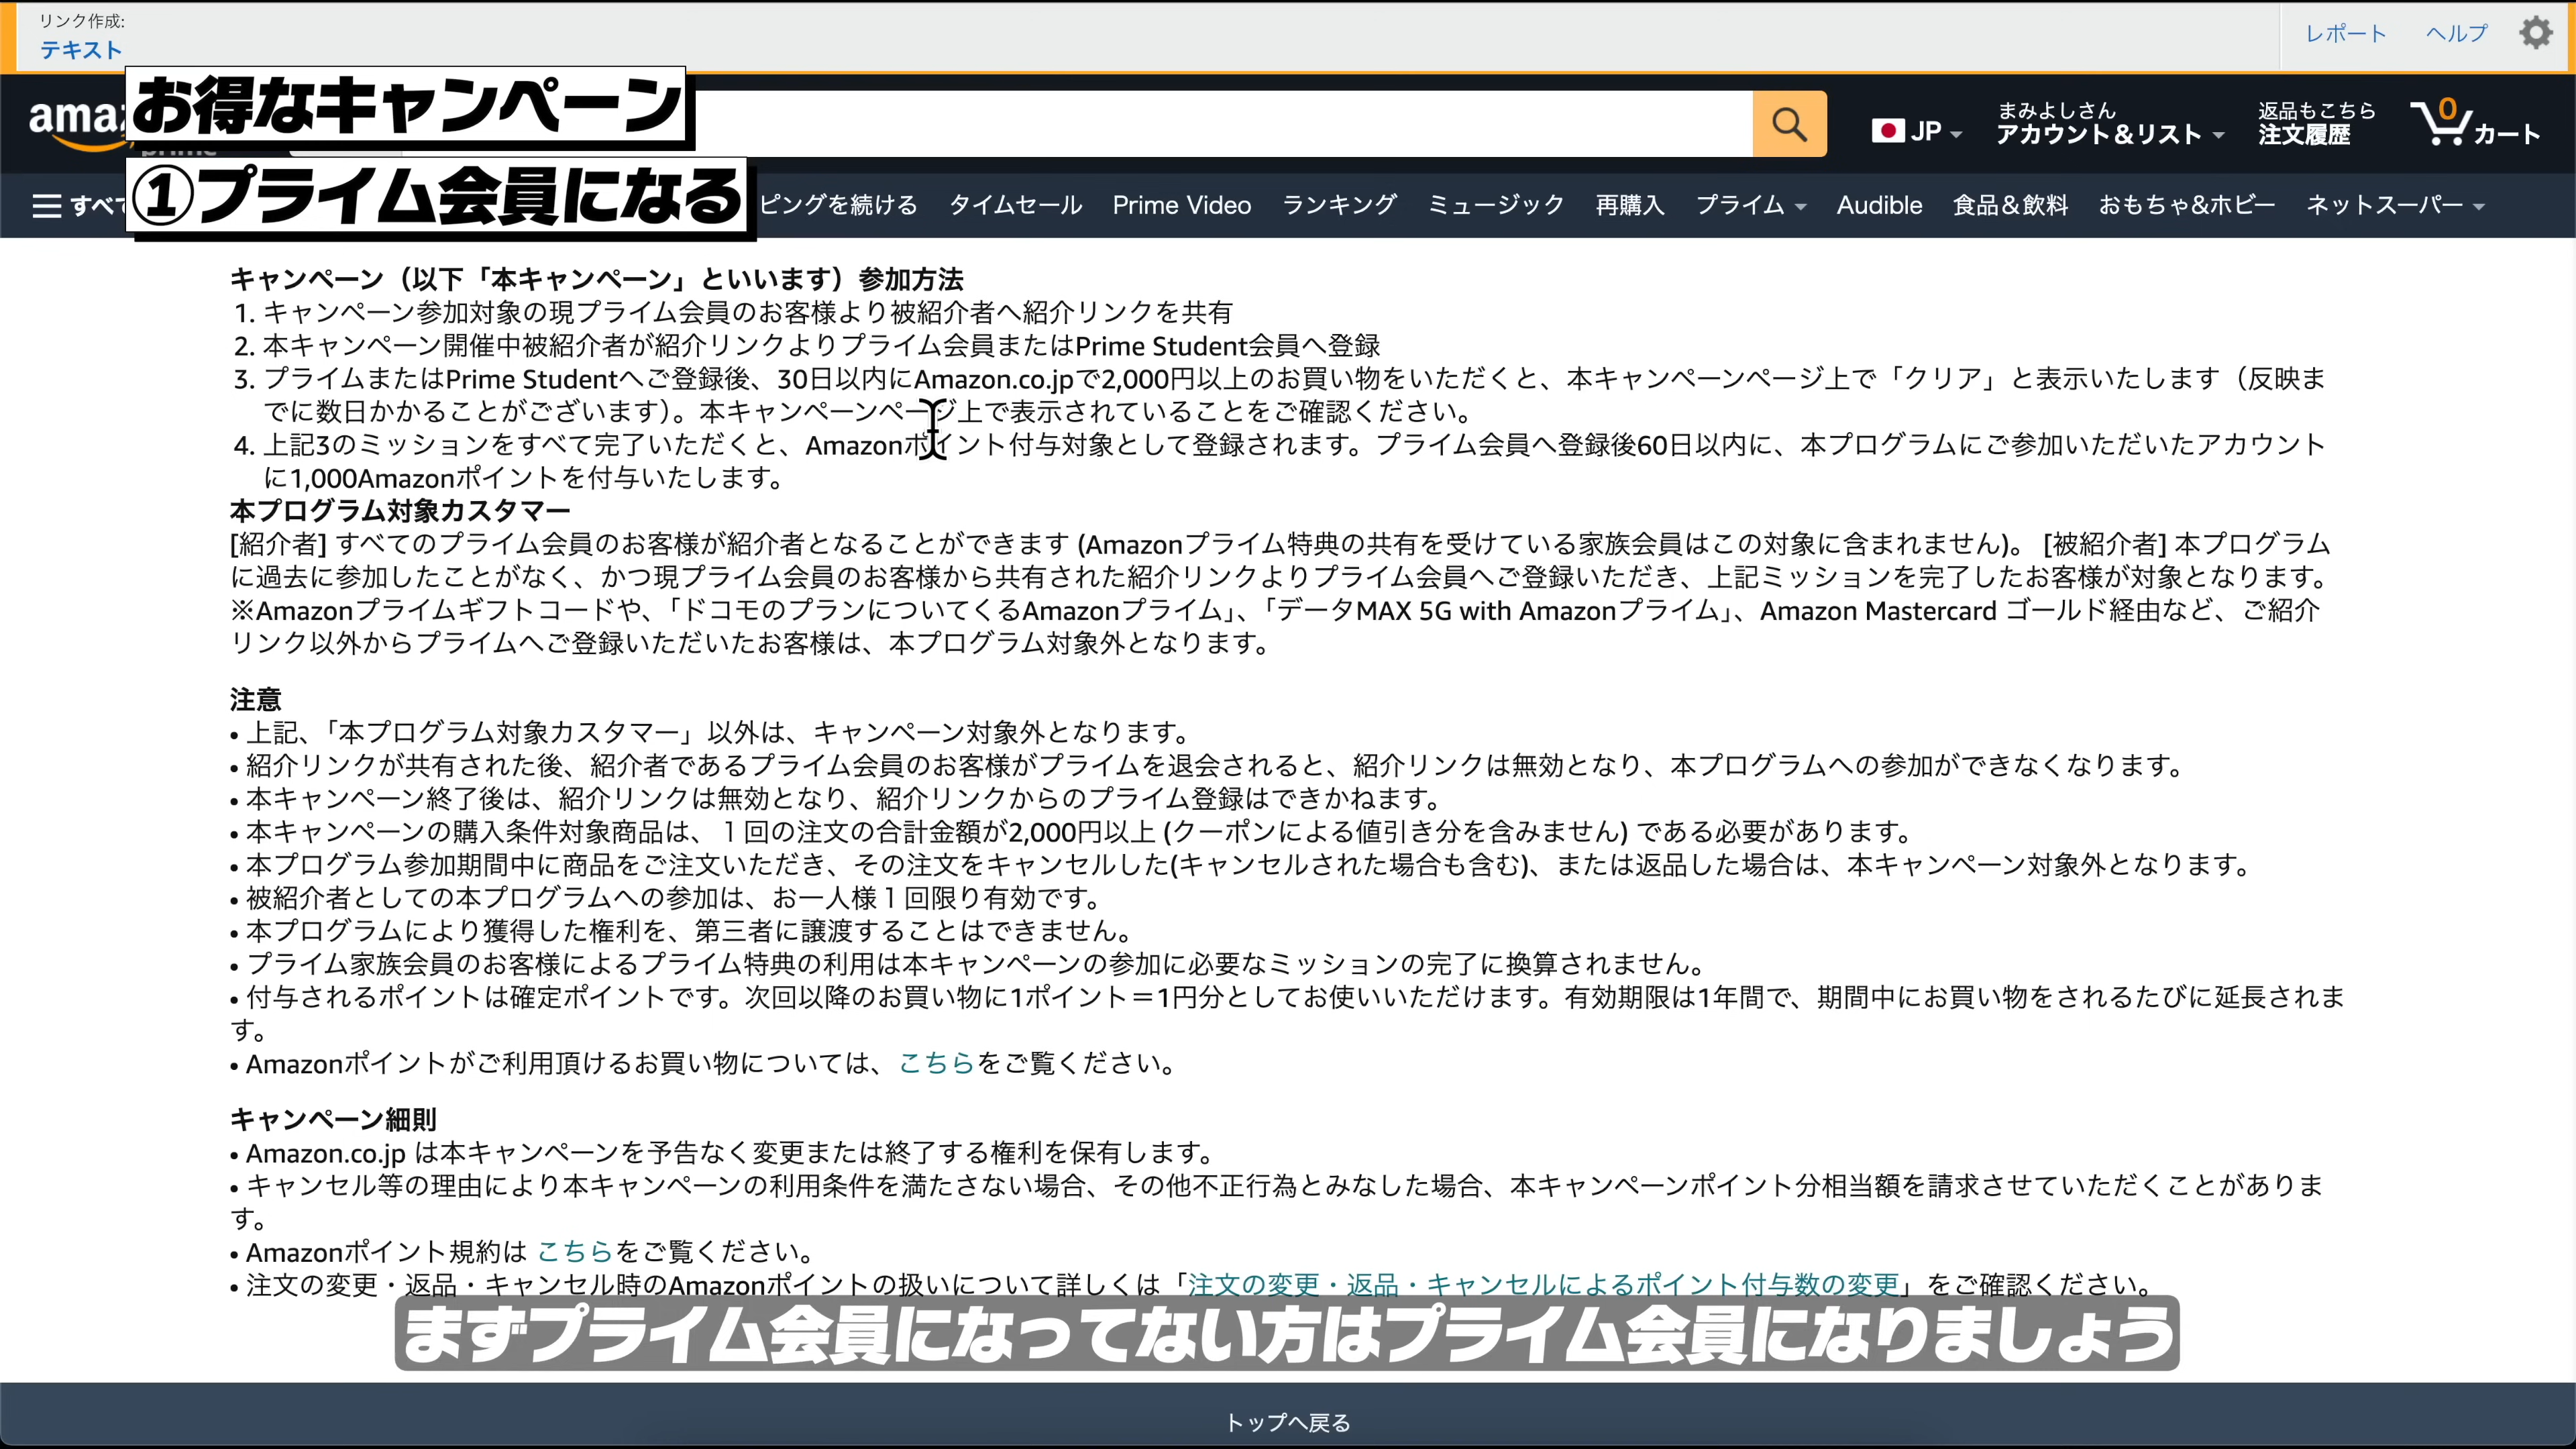 リンク作成:
テキスト
レポート ヘルプ
お得なキャンペーン
①プライム会員になる
JP
まみよしさん
アカウント＆リスト
返品もこちら
注文履歴
0
カート
ピングを続ける タイムセール Prime Video ランキング ミュージック 再購入 プライム Audible 食品＆飲料 おもちゃ&ホビー ネットスーパー
キャンペーン（以下「本キャンペーン」といいます）参加方法
1. キャンペーン参加対象の現プライム会員のお客様より被紹介者へ紹介リンクを共有
2. 本キャンペーン開催中被紹介者が紹介リンクよりプライム会員またはPrime Student会員へ登録
3. プライムまたはPrime Studentへご登録後、30日以内にAmazon.co.jpで2,000円以上のお買い物をいただくと、本キャンペーンページ上で「クリア」と表示いたします（反映ま
でに数日かかることがございます）。本キャンペーンページ上で表示されていることをご確認ください。
4. 上記3のミッションをすべて完了いただくと、Amazonポイント付与対象として登録されます。プライム会員へ登録後60日以内に、本プログラムにご参加いただいたアカウント
に1,000Amazonポイントを付与いたします。
本プログラム対象カスタマー
[紹介者] すべてのプライム会員のお客様が紹介者となることができます (Amazonプライム特典の共有を受けている家族会員はこの対象に含まれません)。 [被紹介者] 本プログラム
に過去に参加したことがなく、かつ現プライム会員のお客様から共有された紹介リンクよりプライム会員へご登録いただき、上記ミッションを完了したお客様が対象となります。
※Amazonプライムギフトコードや、「ドコモのプランについてくるAmazonプライム」、「データMAX 5G with Amazonプライム」、Amazon Mastercard ゴールド経由など、ご紹介
リンク以外からプライムへご登録いただいたお客様は、本プログラム対象外となります。
注意
• 上記、「本プログラム対象カスタマー」以外は、キャンペーン対象外となります。
• 紹介リンクが共有された後、紹介者であるプライム会員のお客様がプライムを退会されると、紹介リンクは無効となり、本プログラムへの参加ができなくなります。
• 本キャンペーン終了後は、紹介リンクは無効となり、紹介リンクからのプライム登録はできかねます。
• 本キャンペーンの購入条件対象商品は、１回の注文の合計金額が2,000円以上 (クーポンによる値引き分を含みません) である必要があります。
• 本プログラム参加期間中に商品をご注文いただき、その注文をキャンセルした(キャンセルされた場合も含む)、または返品した場合は、本キャンペーン対象外となります。
• 被紹介者としての本プログラムへの参加は、お一人様１回限り有効です。
• 本プログラムにより獲得した権利を、第三者に譲渡することはできません。
• プライム家族会員のお客様によるプライム特典の利用は本キャンペーンの参加に必要なミッションの完了に換算されません。
• 付与されるポイントは確定ポイントです。次回以降のお買い物に1ポイント＝1円分としてお使いいただけます。有効期限は1年間で、期間中にお買い物をされるたびに延長されま
す。
• Amazonポイントがご利用頂けるお買い物については、こちらをご覧ください。
キャンペーン細則
• Amazon.co.jp は本キャンペーンを予告なく変更または終了する権利を保有します。
• キャンセル等の理由により本キャンペーンの利用条件を満たさない場合、その他不正行為とみなした場合、本キャンペーンポイント分相当額を請求させていただくことがありま
す。
• Amazonポイント規約は こちらをご覧ください。
• 注文の変更・返品・キャンセル時のAmazonポイントの扱いについて詳しくは「注文の変更・返品・キャンセルによるポイント付与数の変更」をご確認ください。
まずプライム会員になってない方はプライム会員になりましょう
トップへ戻る